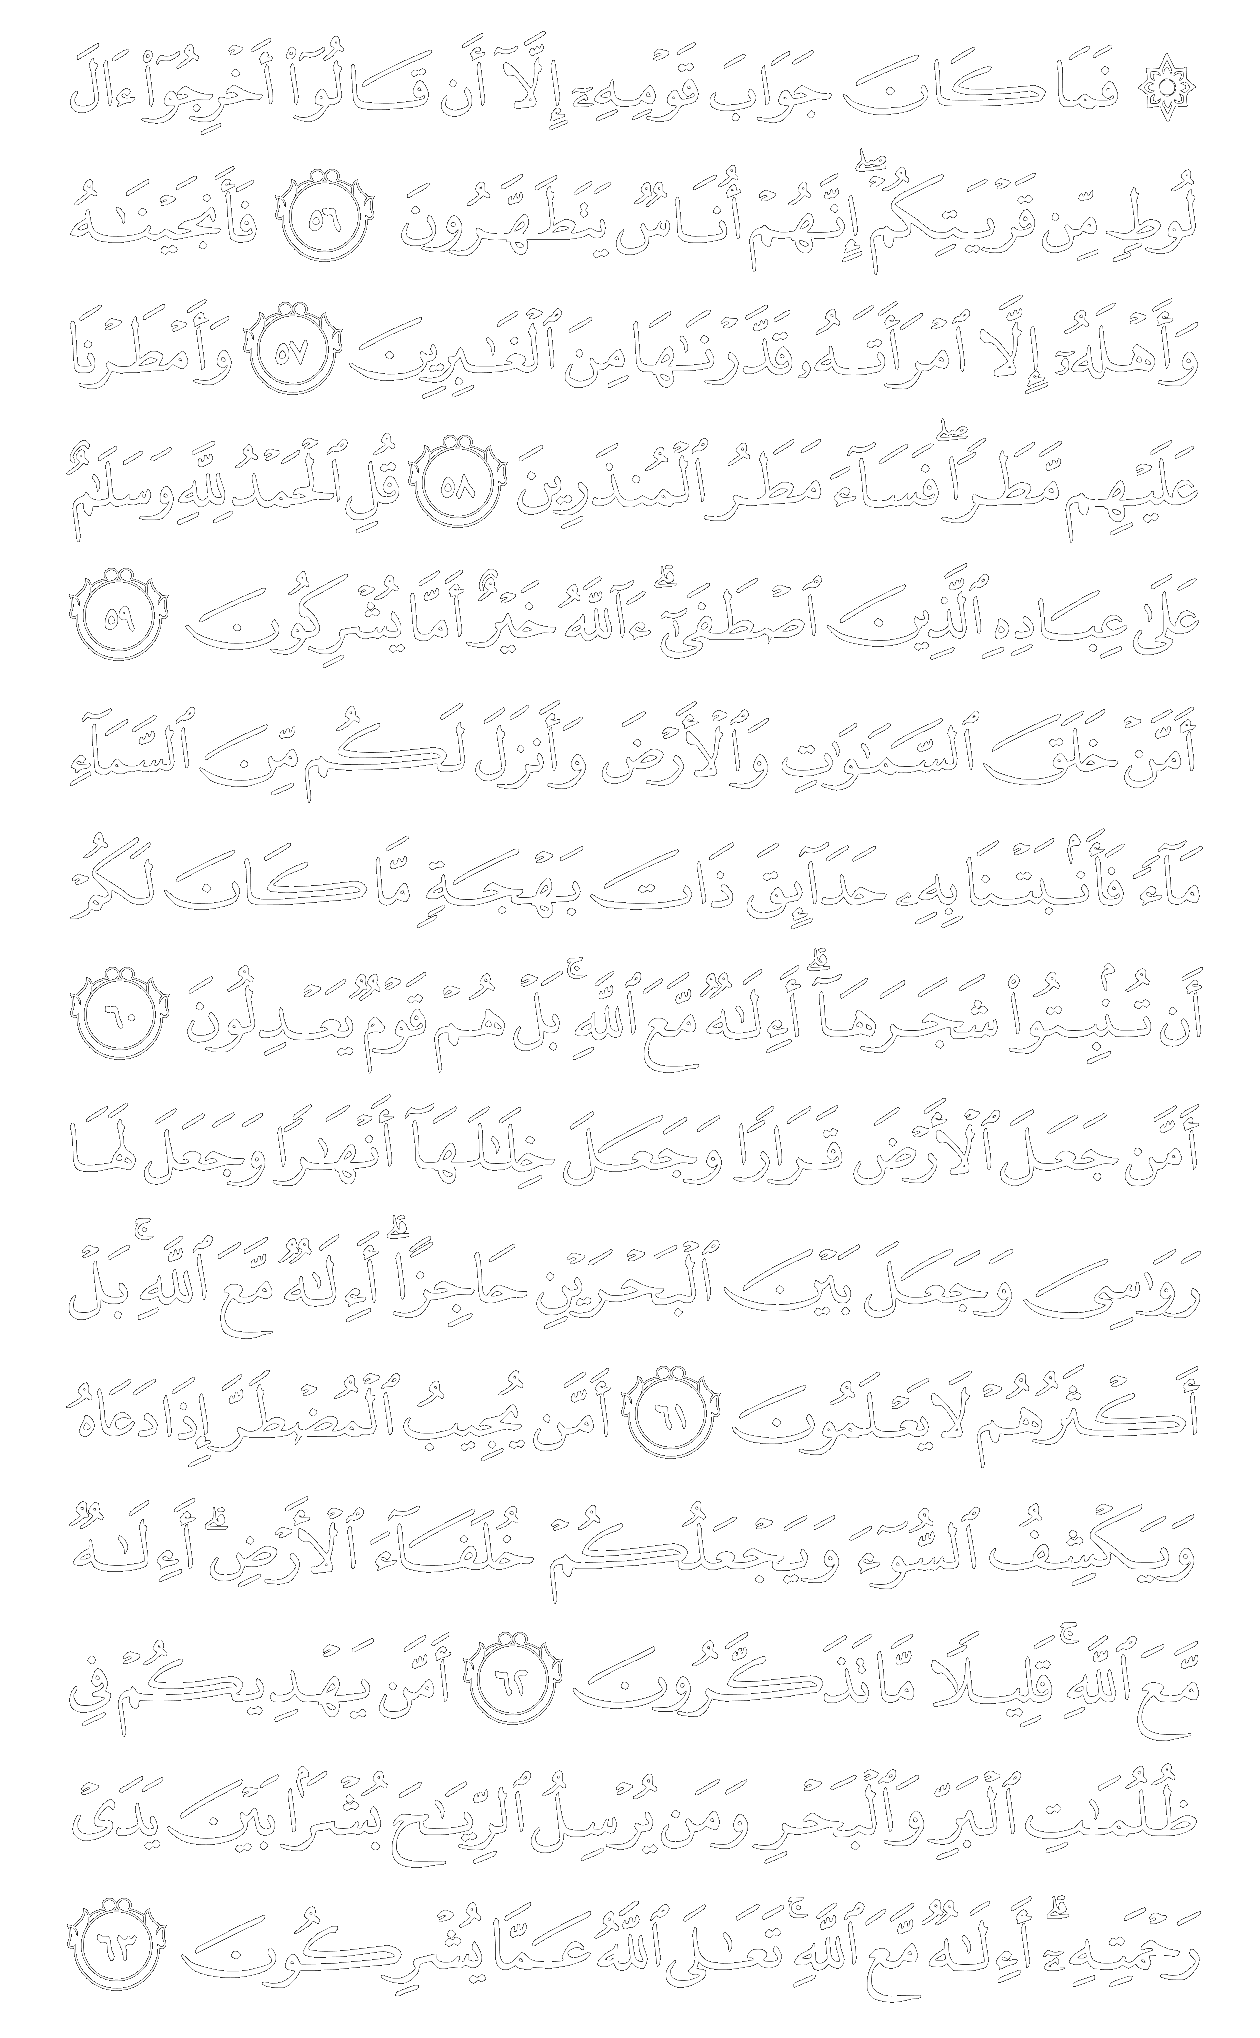 ۞ فَمَا كَانَ جَوَابَ قَوْمِهِۦٓ إِلَّآ أَن قَالُوٓا۟ أَخْرِجُوٓا۟ ءَالَ
لُوطٍ مِّن قَرْيَتِكُمْ ۖ إِنَّهُمْ أُنَاسٌ يَتَطَهَّرُونَ ٥٦ فَأَنجَيْنَـٰهُ
وَأَهْلَهُۥٓ إِلَّا ٱمْرَأَتَهُۥ قَدَّرْنَـٰهَا مِنَ ٱلْغَـٰبِرِينَ ٥٧ وَأَمْطَرْنَا
عَلَيْهِم مَّطَرًا ۖ فَسَآءَ مَطَرُ ٱلْمُنذَرِينَ ٥٨ قُلِ ٱلْحَمْدُ لِلَّهِ وَسَلَـٰمٌ
عَلَىٰ عِبَادِهِ ٱلَّذِينَ ٱصْطَفَىٰٓ ۗ ءَآللَّهُ خَيْرٌ أَمَّا يُشْرِكُونَ ٥٩
أَمَّنْ خَلَقَ ٱلسَّمَـٰوَٰتِ وَٱلْأَرْضَ وَأَنزَلَ لَكُم مِّنَ ٱلسَّمَآءِ
مَآءً فَأَنۢبَتْنَا بِهِۦ حَدَآئِقَ ذَاتَ بَهْجَةٍ مَّا كَانَ لَكُمْ
أَن تُنۢبِتُوا۟ شَجَرَهَآ ۗ أَءِلَـٰهٌ مَّعَ ٱللَّهِ ۚ بَلْ هُمْ قَوْمٌ يَعْدِلُونَ ٦٠
أَمَّن جَعَلَ ٱلْأَرْضَ قَرَارًا وَجَعَلَ خِلَـٰلَهَآ أَنْهَـٰرًا وَجَعَلَ لَهَا
رَوَٰسِىَ وَجَعَلَ بَيْنَ ٱلْبَحْرَيْنِ حَاجِزًا ۗ أَءِلَـٰهٌ مَّعَ ٱللَّهِ ۚ بَلْ
أَكْثَرُهُمْ لَا يَعْلَمُونَ ٦١ أَمَّن يُجِيبُ ٱلْمُضْطَرَّ إِذَا دَعَاهُ
وَيَكْشِفُ ٱلسُّوٓءَ وَيَجْعَلُكُمْ خُلَفَآءَ ٱلْأَرْضِ ۗ أَءِلَـٰهٌ
مَّعَ ٱللَّهِ ۚ قَلِيلًا مَّا تَذَكَّرُونَ ٦٢ أَمَّن يَهْدِيكُمْ فِى
ظُلُمَـٰتِ ٱلْبَرِّ وَٱلْبَحْرِ وَمَن يُرْسِلُ ٱلرِّيَـٰحَ بُشْرًۢا بَيْنَ يَدَىْ
رَحْمَتِهِۦٓ ۗ أَءِلَـٰهٌ مَّعَ ٱللَّهِ ۚ تَعَـٰلَى ٱللَّهُ عَمَّا يُشْرِكُونَ ٦٣